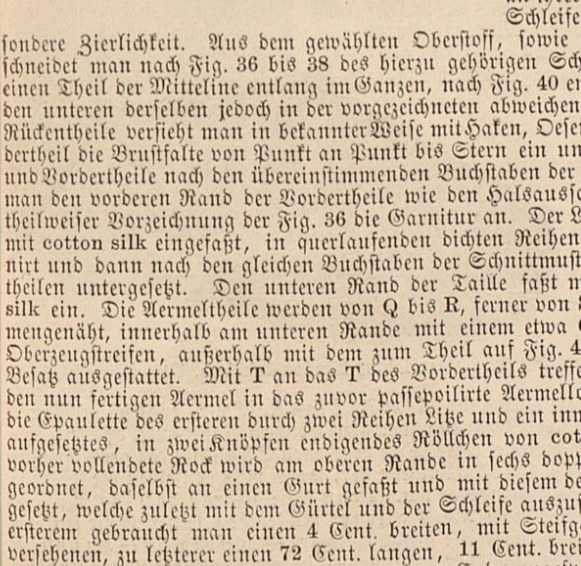 Schleife
sondere Zierlichkeit. Aus dem gewählten Oberstoff, sowie
schneidet man nach Fig. 36 bis 38 des hierzu gehörigen Sch
einen Theil der Mitteline entlang im Ganzen, nach Fig. 40 er
den unteren derselben jedoch in der vorgezeichneten abweichen
Rückentheile versieht man in bekannter Weise mit Haken, Oesen
dertheil die Brustfalte von Punkt an Punkt bis Stern ein un
und Vordertheile nach den übereinstimmenden Buchstaben der
man den vorderen Rand der Vordertheile wie den Halsaussc
theilweiser Vorzeichnung der Fig. 36 die Garnitur an. Der L
mit cotton silk eingefaßt, in querlaufenden dichten Reihen
nirt und dann nach den gleichen Buchstaben der Schnittmust
theilen untergesetzt. Den unteren Rand der Taille faßt m
silk ein. Die Aermeltheile werden von Q bis R, ferner von
mengenäht, innerhalb am unteren Rande mit einem etwa
Oberzeugstreifen, außerhalb mit dem zum Theil auf Fig. 4
Besatz ausgestattet. Mit T an das T des Vordertheils treffe
den nun fertigen Aermel in das zuvor passepoilirte Aermello
die Epaulette des ersteren durch zwei Reihen Litze und ein inn
aufgesetztes, in zwei Knöpfen endigendes Röllchen von cot
vorher vollendete Rock wird am oberen Rande in sechs dopp
geordnet, daselbst an einen Gurt gefaßt und mit diesem de
gesetzt, welche zuletzt mit dem Gürtel und der Schleife auszu
ersterem gebraucht man einen 4 Cent. breiten, mit Steifg
versehenen, zu letzterer einen 72 Cent. langen, 11 Cent. brei